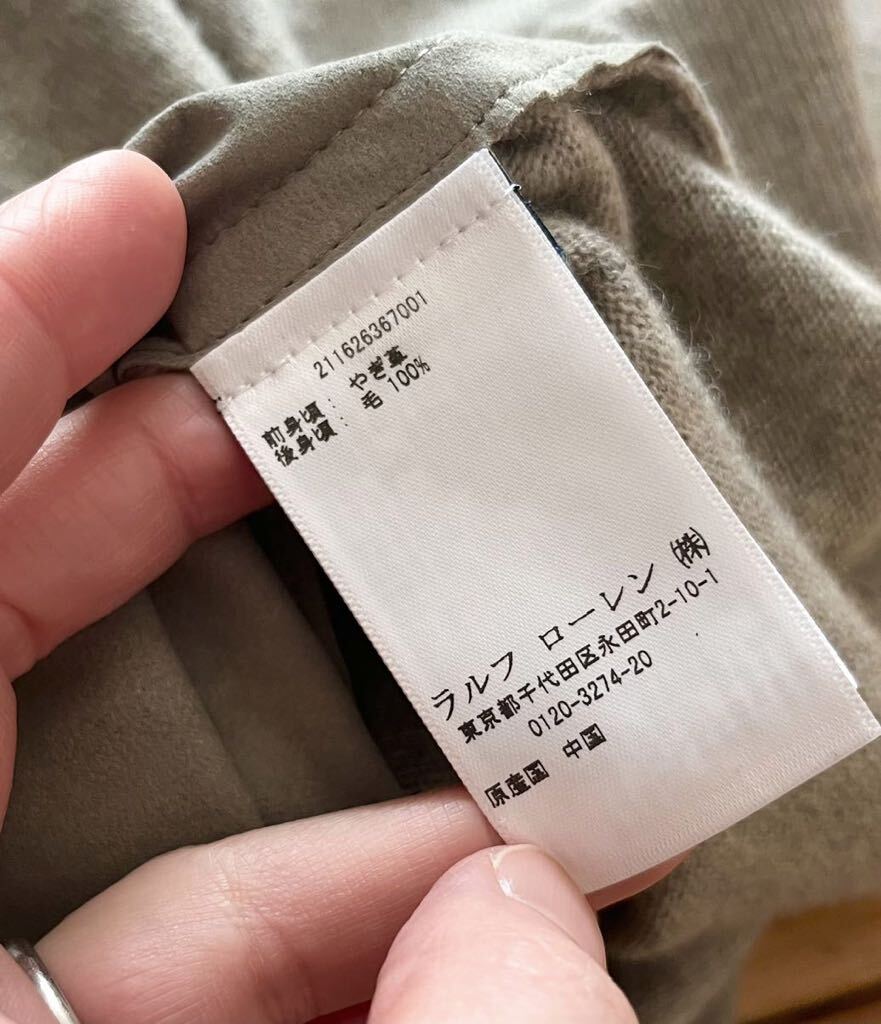 211626367001
前身頃: やぎ革
後身頃: 毛 100%
ラルフ ローレン ㈱
東京都千代田区永田町2-10-1
0120-3274-20
原産国 中国